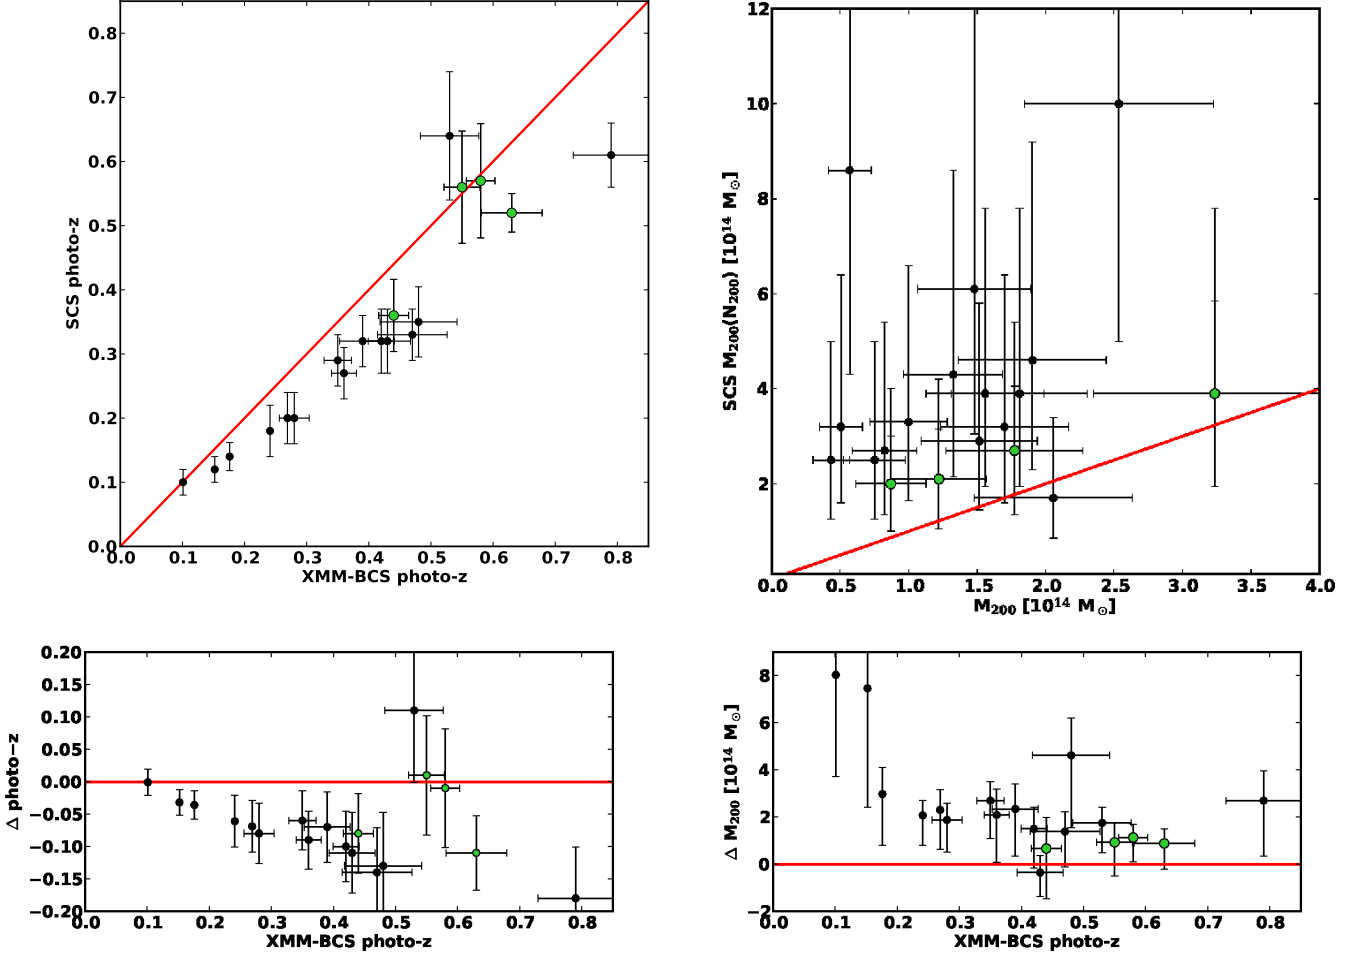 0.8
0.7
0.6
0.5
0.4
0.3
0.2
0.1
0.0
SCS photo-z
0.0 0.1 0.2 0.3 0.4 0.5 0.6 0.7 0.8
XMM-BCS photo-z
12
10
8
6
4
2
SCS M200(N200) [10^14 M⊙]
0.0 0.5 1.0 1.5 2.0 2.5 3.0 3.5 4.0
M200 [10^14 M⊙]
0.20
0.15
0.10
0.05
0.00
−0.05
−0.10
−0.15
−0.20
Δ photo−z
0.0 0.1 0.2 0.3 0.4 0.5 0.6 0.7 0.8
XMM-BCS photo-z
8
6
4
2
0
−2
Δ M200 [10^14 M⊙]
0.0 0.1 0.2 0.3 0.4 0.5 0.6 0.7 0.8
XMM-BCS photo-z